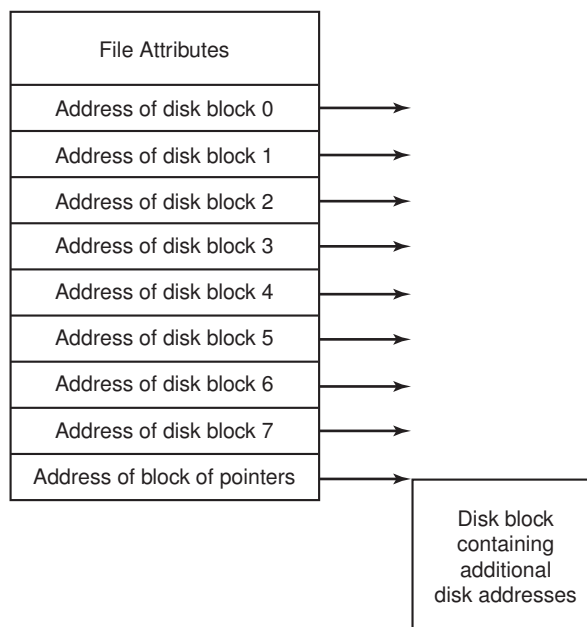 File Attributes
Address of disk block 0
Address of disk block 1
Address of disk block 2
Address of disk block 3
Address of disk block 4
Address of disk block 5
Address of disk block 6
Address of disk block 7
Address of block of pointers
Disk block
containing
additional
disk addresses